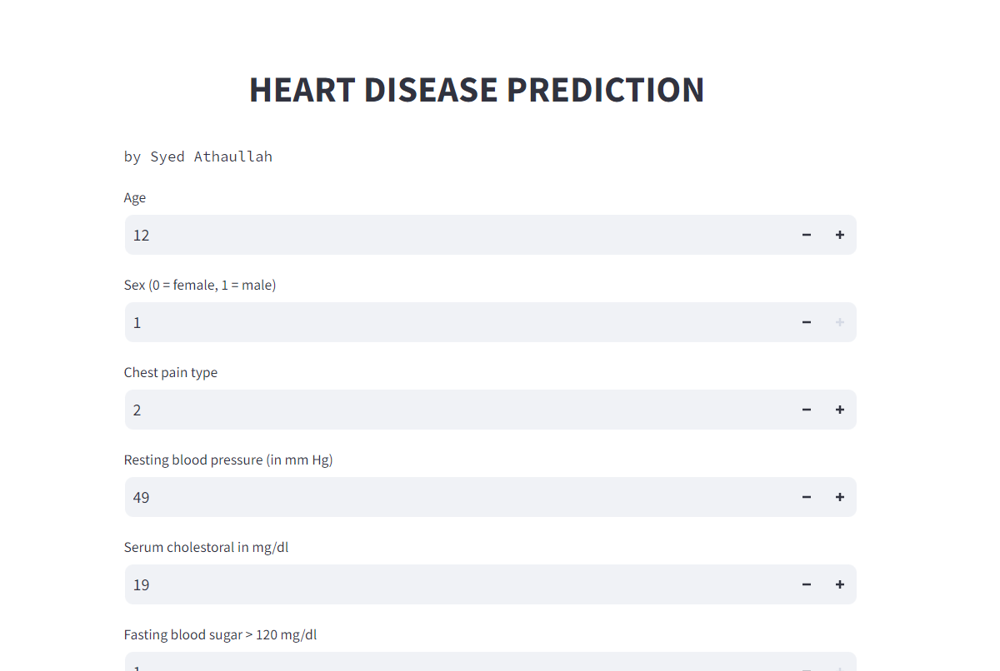 HEART DISEASE PREDICTION
by Syed Athaullah
Age
12
Sex (0 = female, 1 = male)
1
Chest pain type
2
Resting blood pressure (in mm Hg)
49
Serum cholestoral in mg/dl
19
Fasting blood sugar > 120 mg/dl
1